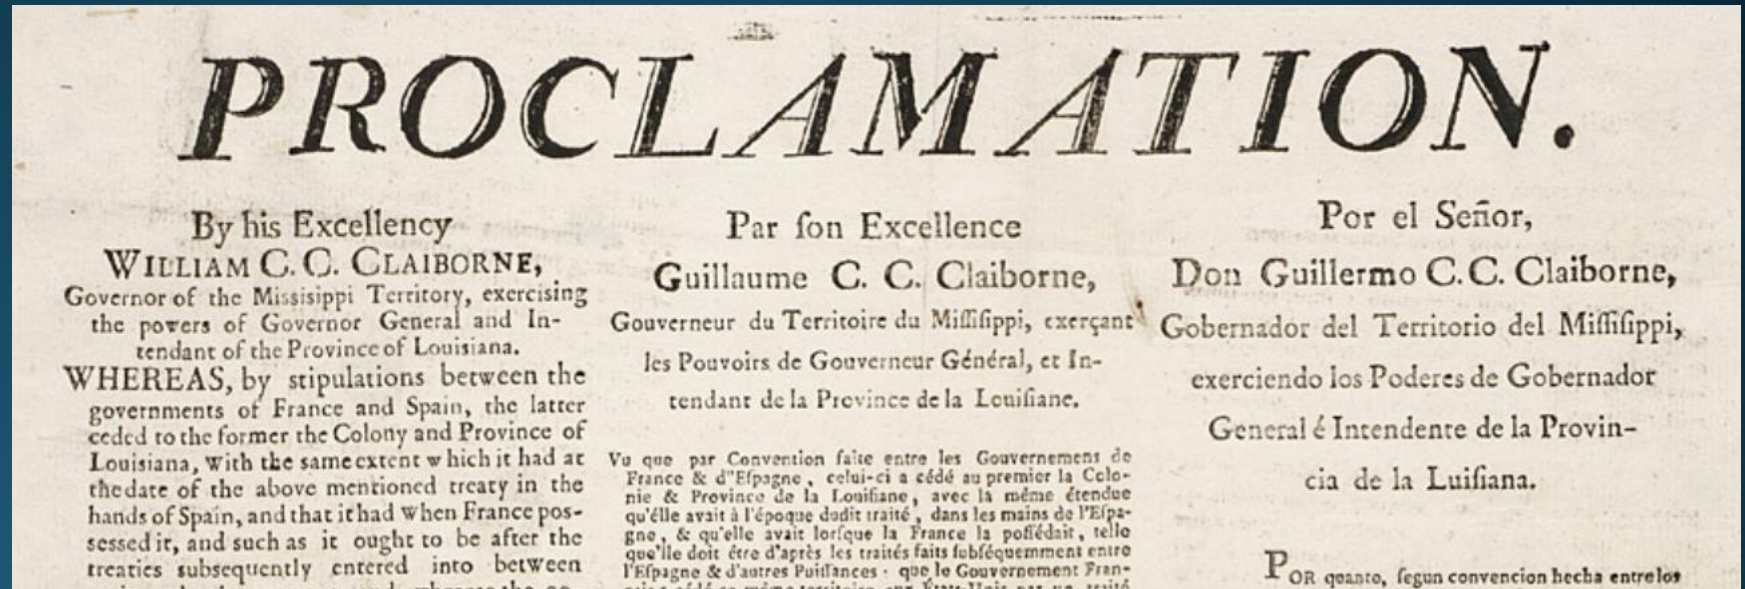 PROCLAMATION.
By his Excellency
WILLIAM C. C. CLAIBORNE,
Governor of the Missisippi Territory, exercising
the powers of Governor General and In-
tendant of the Province of Louisiana.
WHEREAS, by stipulations between the
governments of France and Spain, the latter
ceded to the former the Colony and Province of
Louisiana, with the same extent which it had at
the date of the above mentioned treaty in the
hands of Spain, and that it had when France pos-
sessed it, and such as it ought to be after the
treaties subsequently entered into between
Par ſon Excellence
Guillaume C. C. Claiborne,
Gouverneur du Territoire du Miſſiſippi, exerçant
les Pouvoirs de Gouverneur Général, et In-
tendant de la Province de la Louiſiane.
Vu que par Convention faite entre les Gouvernemens de
France & d"Eſpagne, celui-ci a cédé au premier la Colo-
nie & Province de la Louiſiane, avec la même étendue
qu'élle avait à l'époque dudit traité, dans les mains de l'Eſpa-
gne, & qu'elle avait lorſque la France la poſſédait, telle
que'lle doit étre d'après les traités faits ſubſéquemment entre
l'Eſpagne & d'autres Puiſſances; que le Gouvernement Fran-
Por el Señor,
Don Guillermo C. C. Claiborne,
Gobernador del Territorio del Miſſiſippi,
exerciendo los Poderes de Gobernador
General é Intendente de la Provin-
cia de la Luiſiana.
POR quanto, ſegun convencion hecha entre los